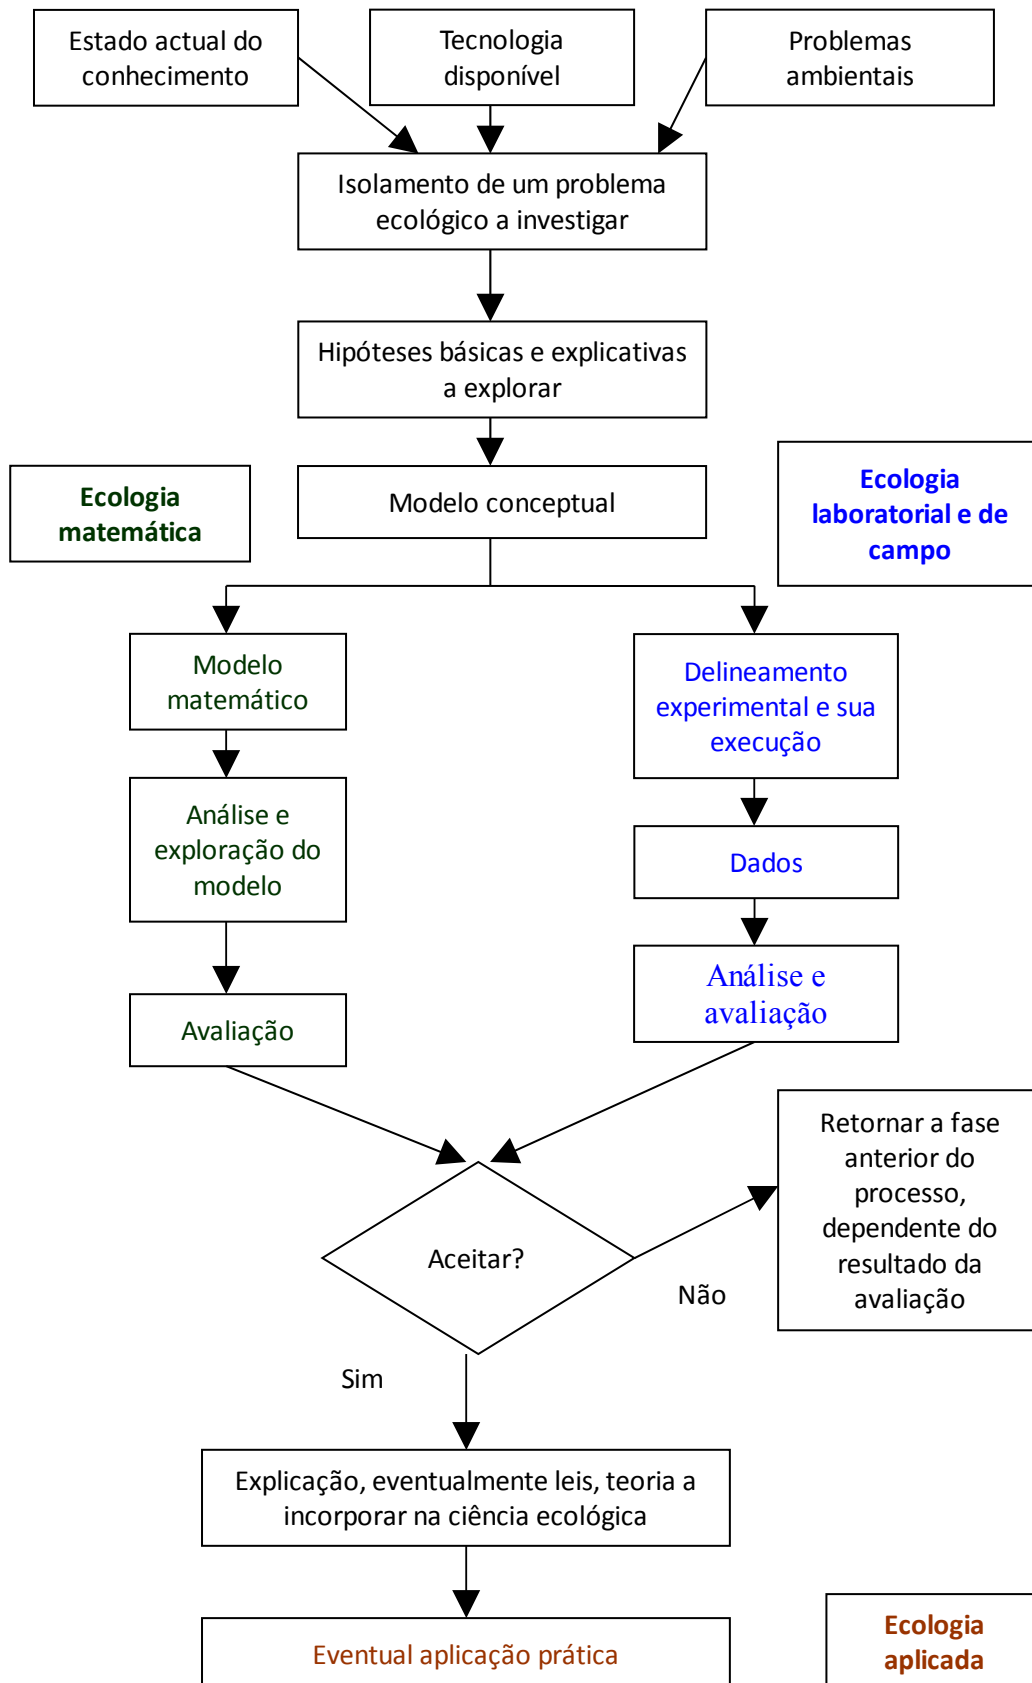 Estado actual do
conhecimento
Tecnologia
disponível
Problemas
ambientais
Isolamento de um problema
ecológico a investigar
Hipóteses básicas e explicativas
a explorar
Ecologia
matemática
Modelo conceptual
Ecologia
laboratorial e de
campo
Modelo
matemático
Delineamento
experimental e sua
execução
Análise e
exploração do
modelo
Dados
Avaliação
Análise e
avaliação
Aceitar?
Não
Retornar a fase
anterior do
processo,
dependente do
resultado da
avaliação
Sim
Explicação, eventualmente leis, teoria a
incorporar na ciência ecológica
Eventual aplicação prática
Ecologia
aplicada